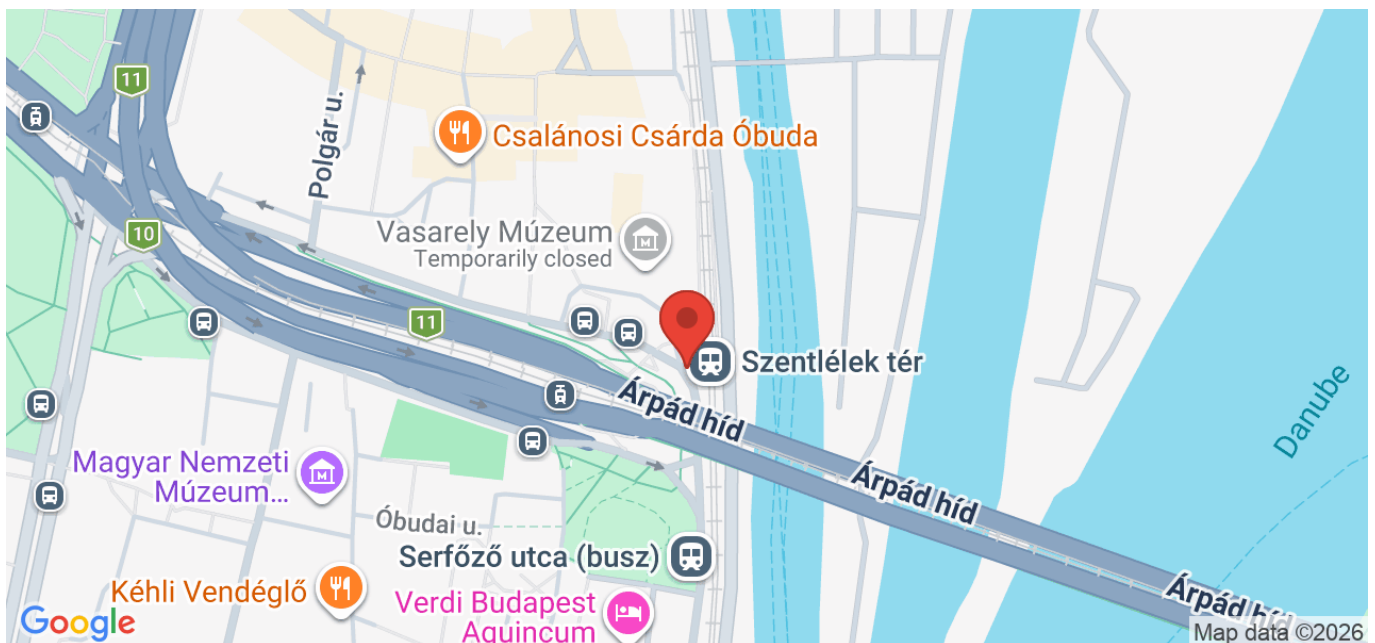 11
Polgár u.
Csalánosi Csárda Óbuda
10
Vasarely Múzeum
Temporarily closed
11
Szentlélek tér
Árpád híd
Danube
Magyar Nemzeti
Múzeum...
Árpád híd
Óbudai u.
Serfőző utca (busz)
Kéhli Vendéglő
Verdi Budapest
Aquincum
Árpád híd
Google
Map data ©2026